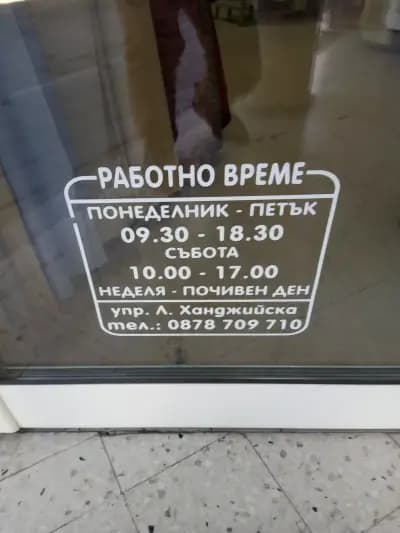 РАБОТНО ВРЕМЕ
ПОНЕДЕЛНИК - ПЕТЪК
09.30 - 18.30
СЪБОТА
10.00 - 17.00
НЕДЕЛЯ - ПОЧИВЕН ДЕН
упр. Л. Ханджийска
тел.: 0878 709 710